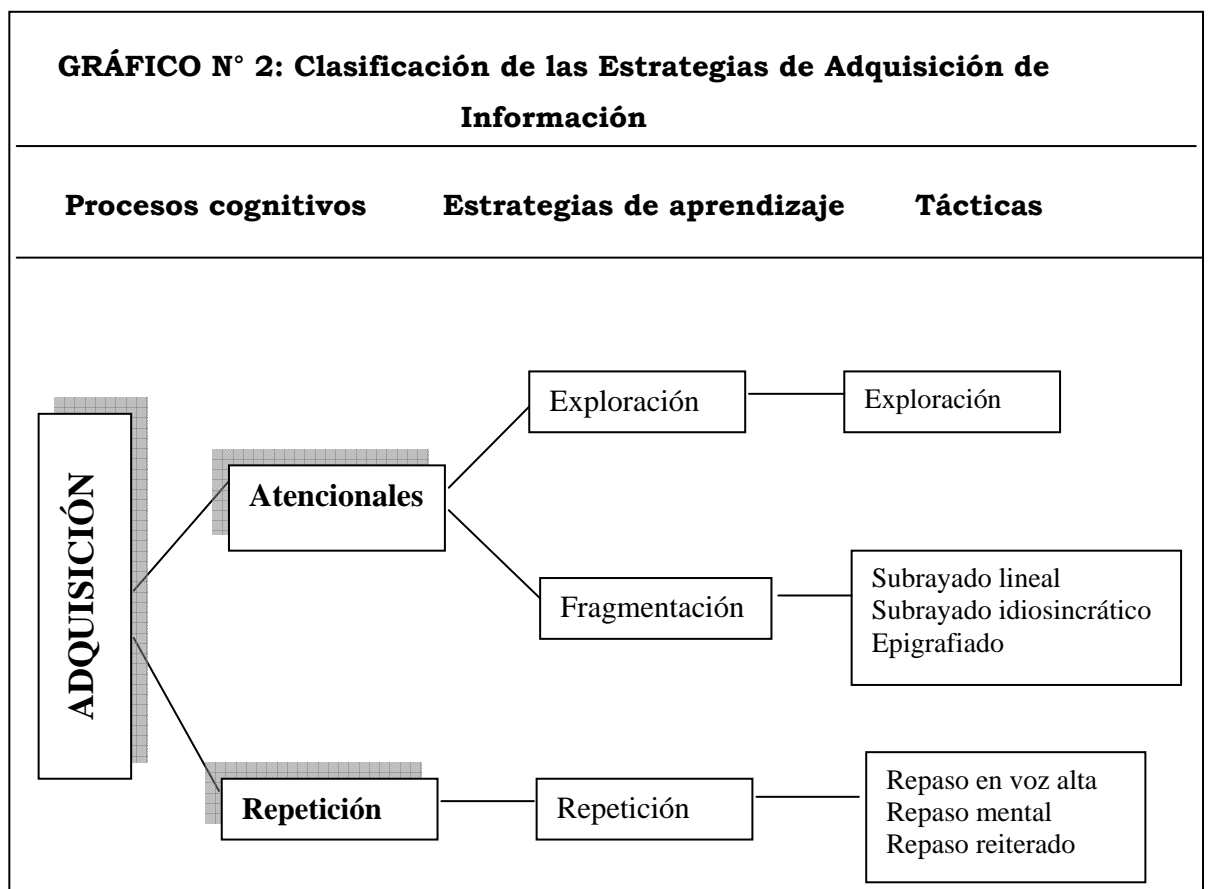 GRÁFICO N° 2: Clasificación de las Estrategias de Adquisición de
Información
Procesos cognitivos Estrategias de aprendizaje Tácticas
ADQUISICIÓN
Atencionales
Exploración
Exploración
Fragmentación
Subrayado lineal
Subrayado idiosincrático
Epigrafiado
Repetición
Repetición
Repaso en voz alta
Repaso mental
Repaso reiterado